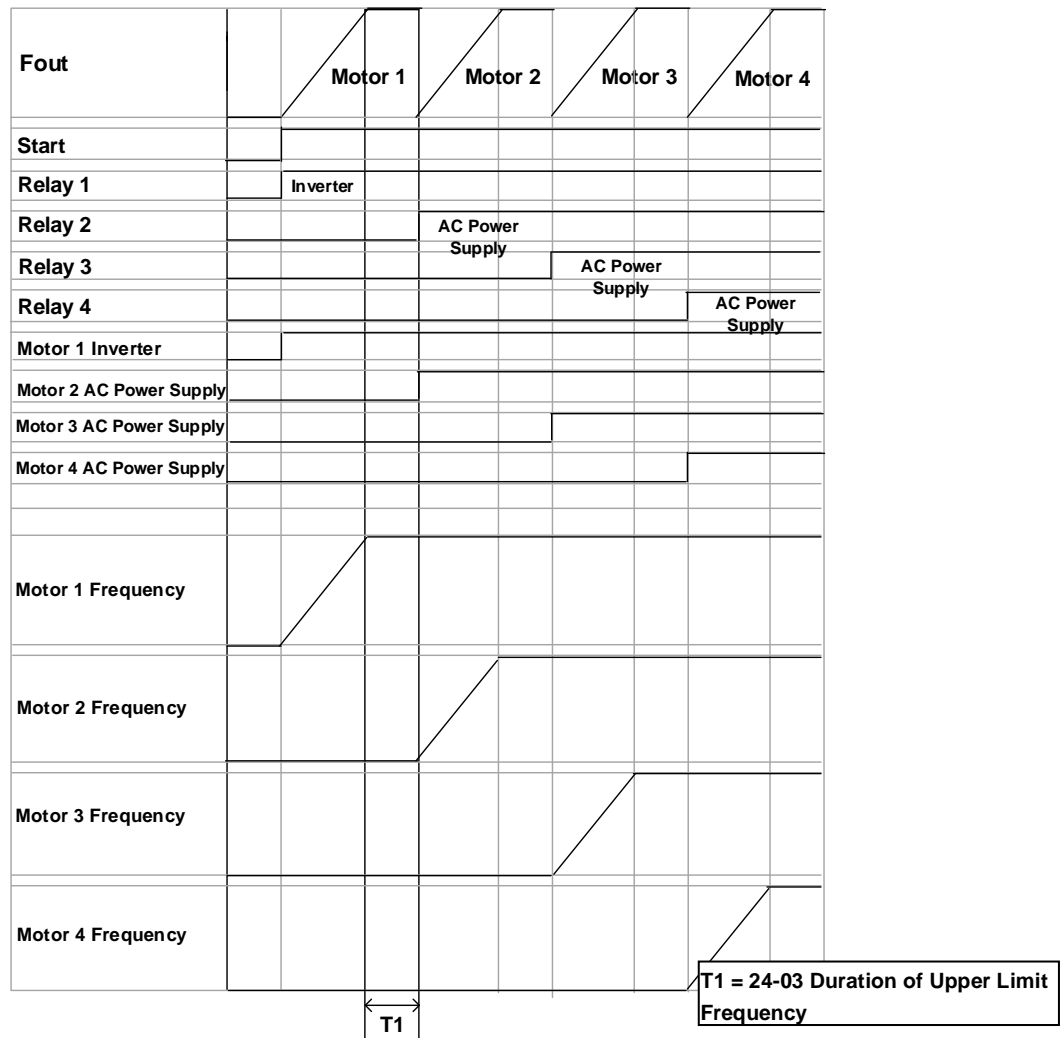 Fout
Motor 1
Motor 2
Motor 3
Motor 4
Start
Relay 1
Inverter
Relay 2
AC Power
Supply
Relay 3
AC Power
Supply
Relay 4
AC Power
Supply
Motor 1 Inverter
Motor 2 AC Power Supply
Motor 3 AC Power Supply
Motor 4 AC Power Supply
Motor 1 Frequency
Motor 2 Frequency
Motor 3 Frequency
Motor 4 Frequency
T1 = 24-03 Duration of Upper Limit
Frequency
T1